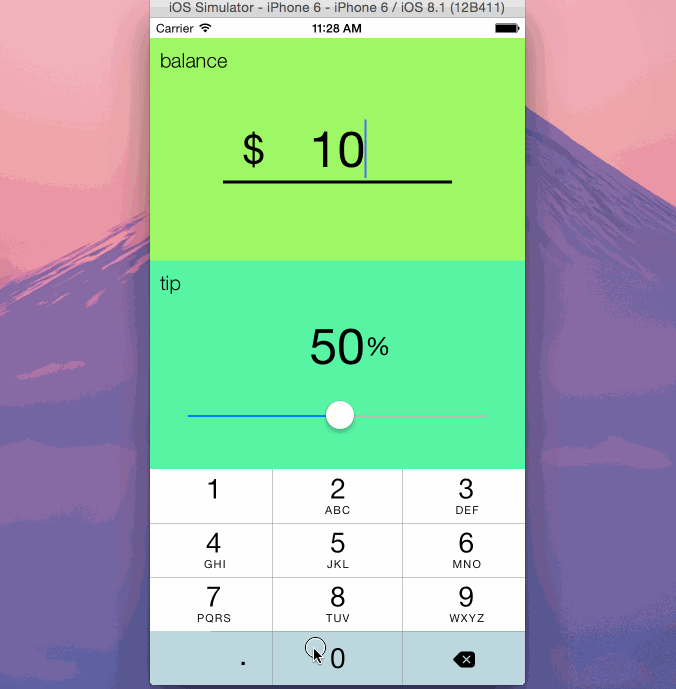 iOS Simulator - iPhone 6 - iPhone 6 / iOS 8.1 (12B411)
Carrier 11:28 AM
balance
$ 10
tip
50%
1 2 3
ABC DEF
4 5 6
GHI JKL MNO
7 8 9
PQRS TUV WXYZ
. 0